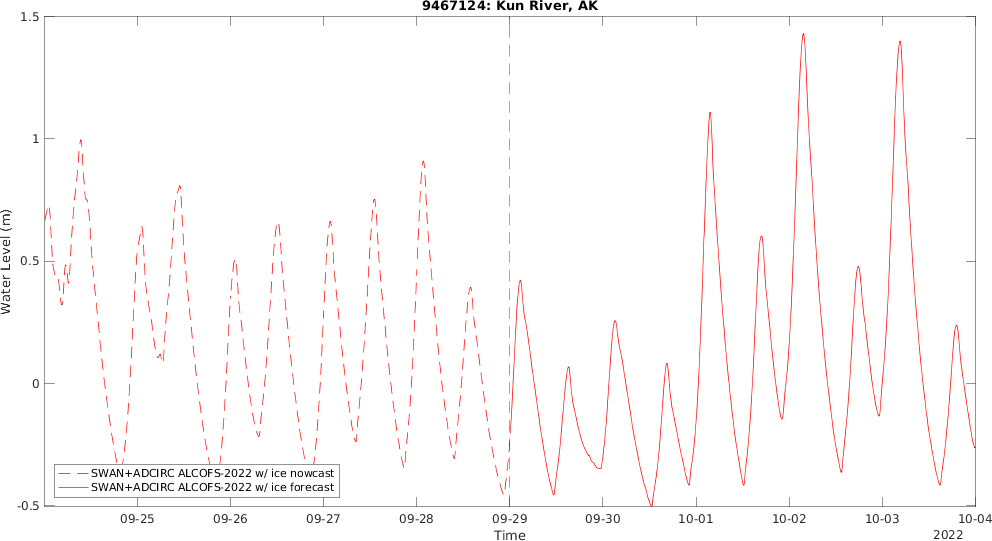 9467124: Kun River, AK
1.5
1
0.5
0
-0.5
Water Level (m)
SWAN+ADCIRC ALCOFS-2022 w/ ice nowcast
SWAN+ADCIRC ALCOFS-2022 w/ ice forecast
09-25 09-26 09-27 09-28 09-29 09-30 10-01 10-02 10-03 10-04
Time
2022